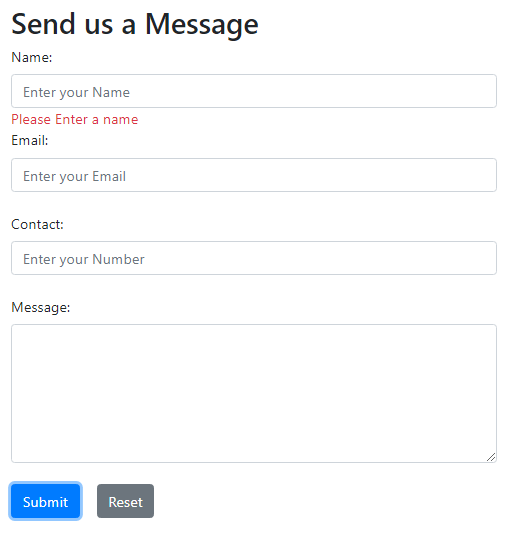 Send us a Message
Name:
Enter your Name
Please Enter a name
Email:
Enter your Email
Contact:
Enter your Number
Message:
Submit Reset